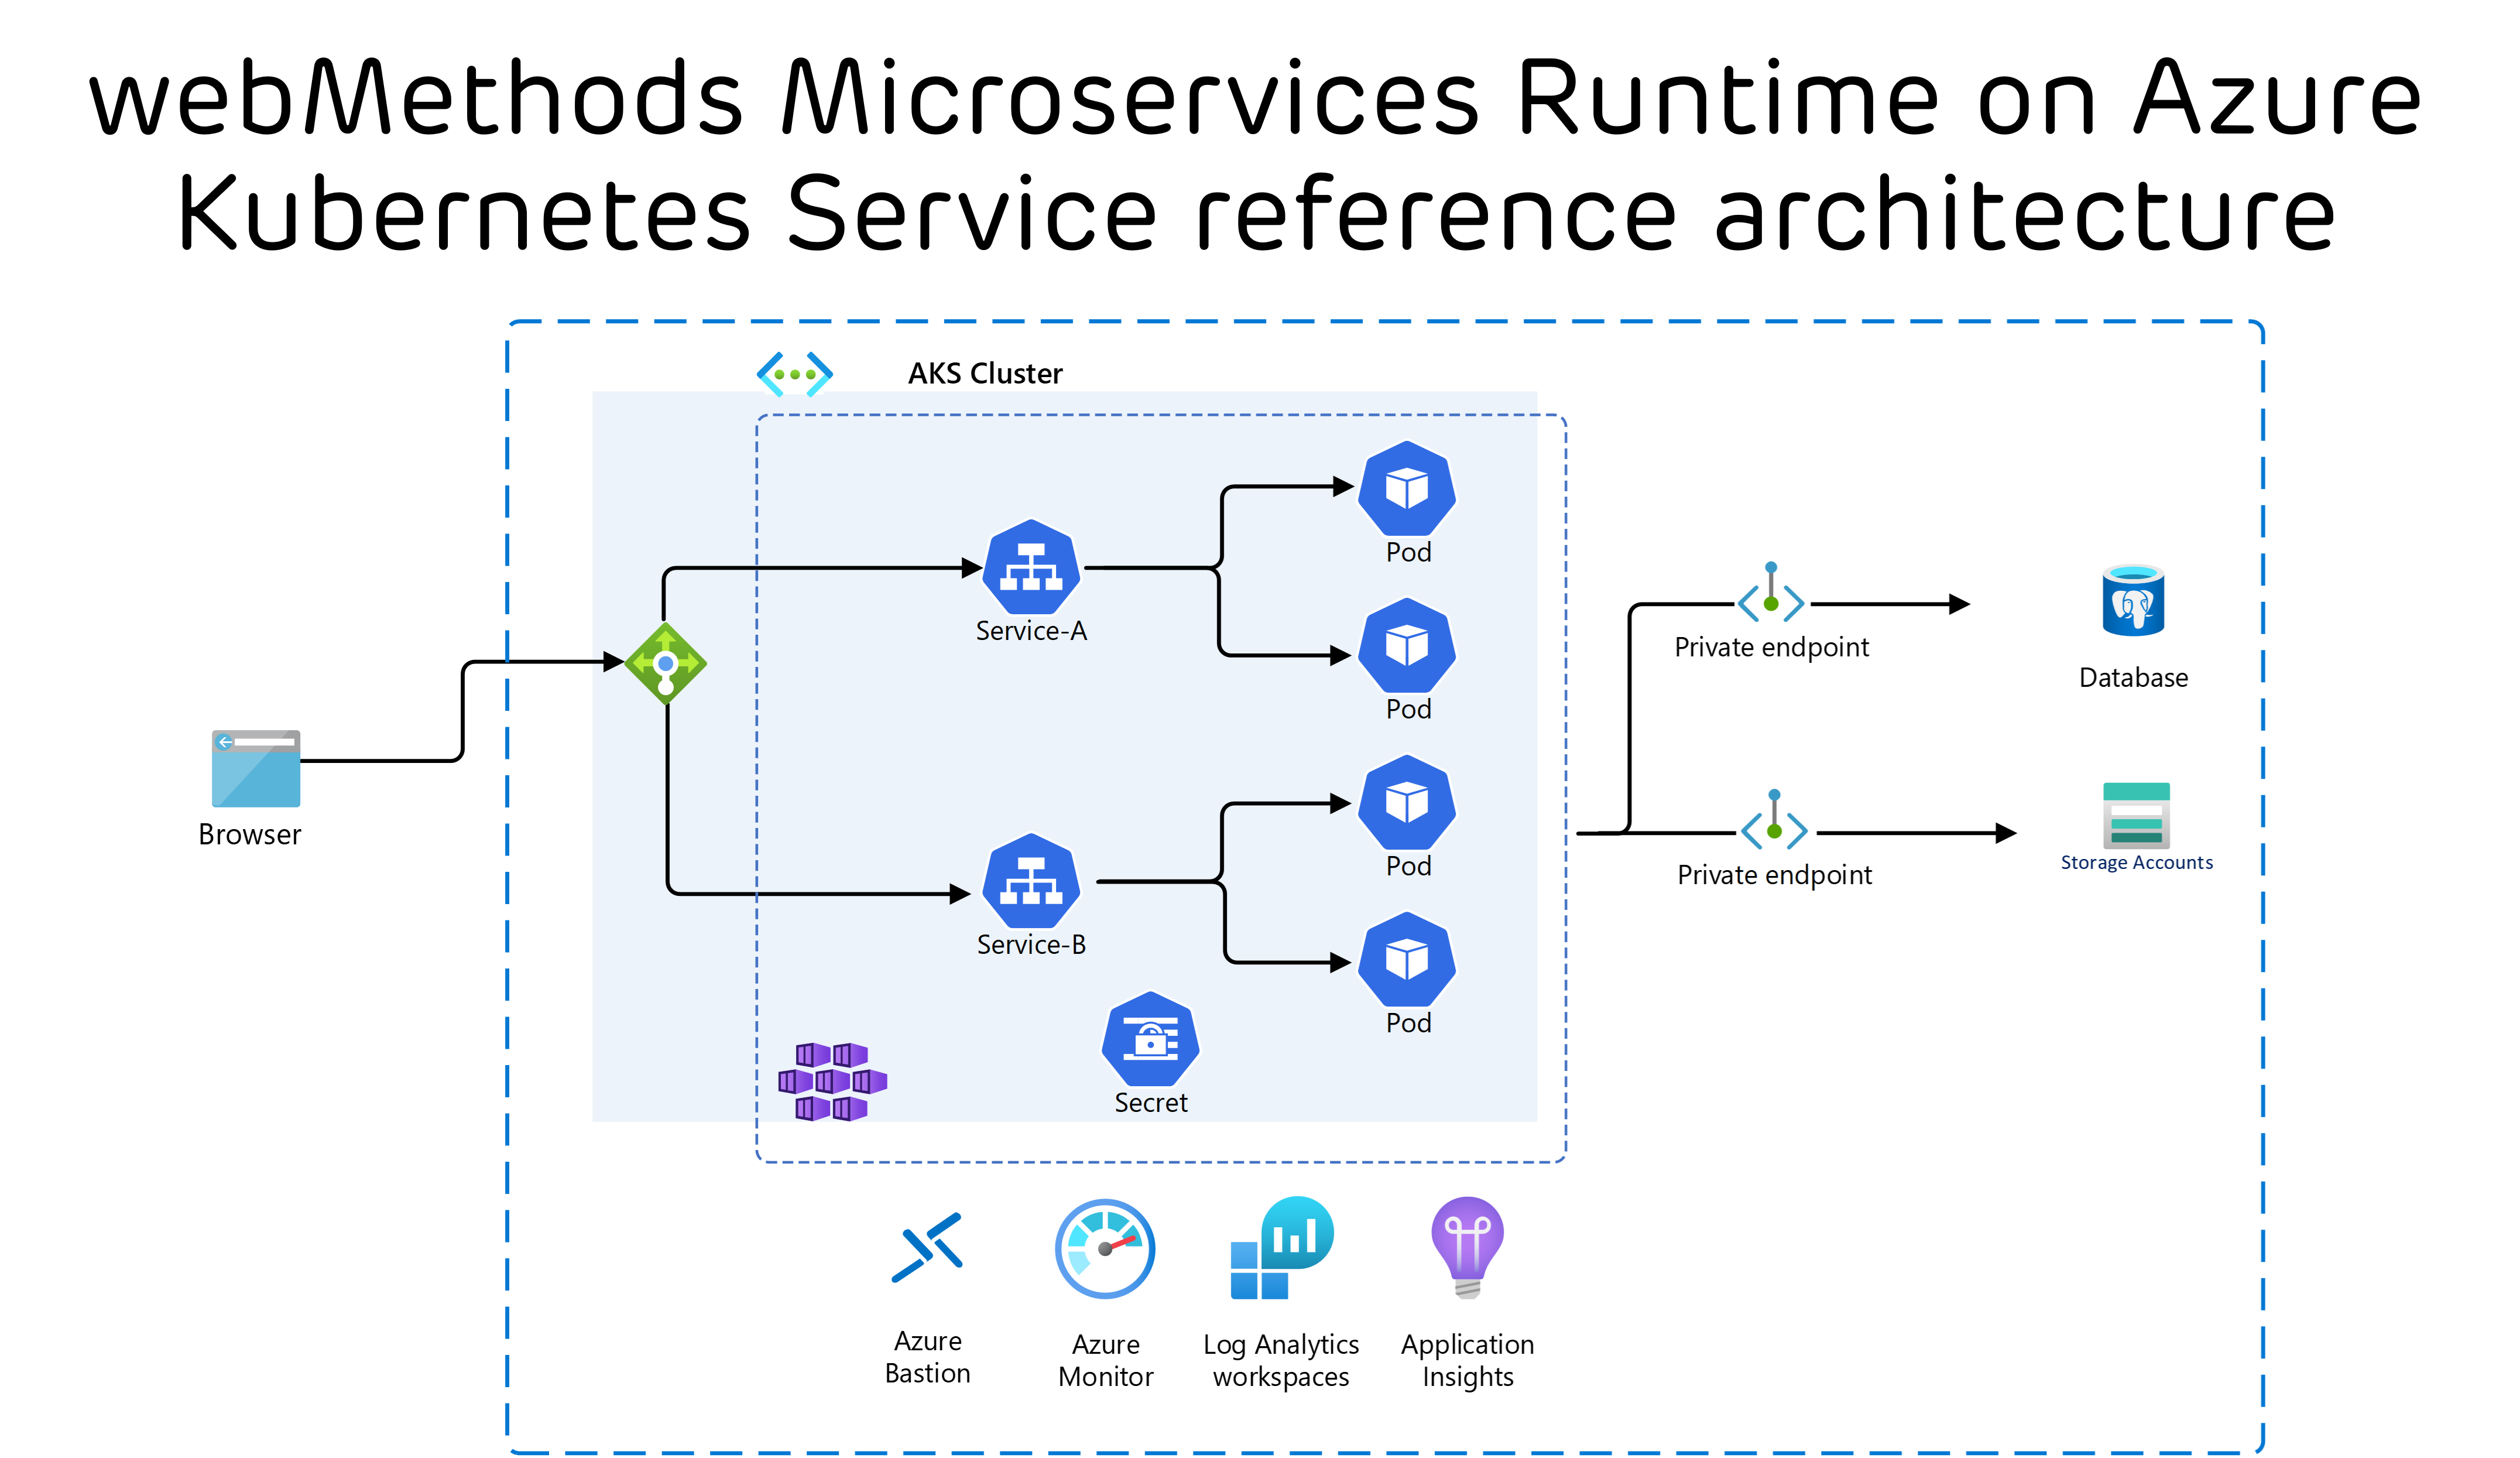 webMethods Microservices Runtime on Azure
Kubernetes Service reference architecture
AKS Cluster
Pod
Service-A
Pod
Private endpoint
Database
Browser
Pod
Storage Accounts
Private endpoint
Service-B
Pod
Secret
Azure
Bastion
Azure
Monitor
Log Analytics
workspaces
Application
Insights